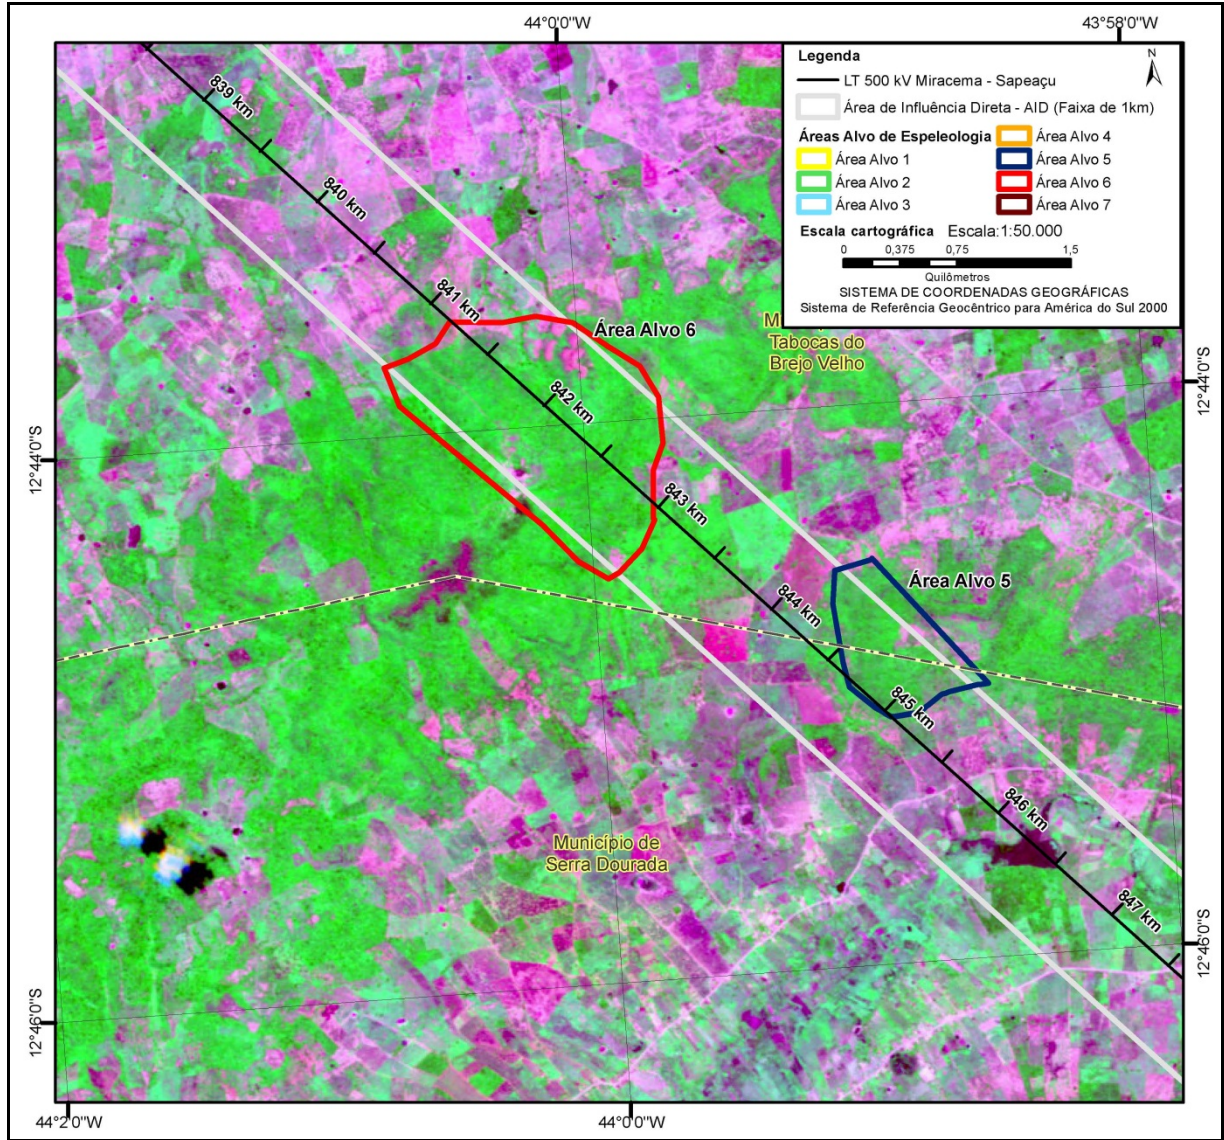 44°0'0"W
43°58'0"W
Legenda
N
LT 500 kV Miracema - Sapeaçu
Área de Influência Direta - AID (Faixa de 1km)
Áreas Alvo de Espeleologia
Área Alvo 1
Área Alvo 2
Área Alvo 3
Área Alvo 4
Área Alvo 5
Área Alvo 6
Área Alvo 7
Escala cartográfica Escala:1:50.000
0 0,375 0,75 1,5
Quilômetros
SISTEMA DE COORDENADAS GEOGRÁFICAS
Sistema de Referência Geocêntrico para América do Sul 2000
839 km
840 km
841 km
Área Alvo 6
Tabocas do
Brejo Velho
842 km
12°44'0"S
12°44'0"S
843 km
844 km
Área Alvo 5
845 km
846 km
Município de
Serra Dourada
847 km
12°46'0"S
12°46'0"S
44°2'0"W
44°0'0"W